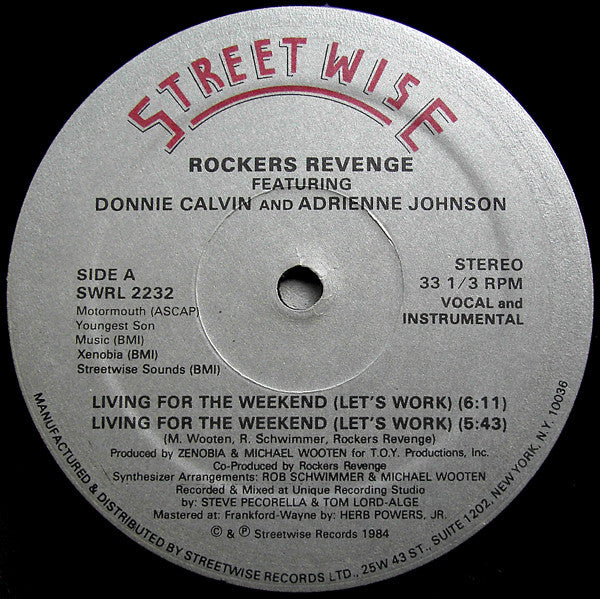 STREETWISE
ROCKERS REVENGE
FEATURING
DONNIE CALVIN AND ADRIENNE JOHNSON
SIDE A
SWRL 2232
Motormouth (ASCAP)
Youngest Son
Music (BMI)
Xenobia (BMI)
Streetwise Sounds (BMI)
STEREO
33 1/3 RPM
VOCAL and
INSTRUMENTAL
LIVING FOR THE WEEKEND (LET'S WORK) (6:11)
LIVING FOR THE WEEKEND (LET'S WORK) (5:43)
(M. Wooten, R. Schwimmer, Rockers Revenge)
Produced by ZENOBIA & MICHAEL WOOTEN for T.O.Y. Productions, Inc.
Co-Produced by Rockers Revenge
Synthesizer Arrangements: ROB SCHWIMMER & MICHAEL WOOTEN
Recorded & Mixed at Unique Recording Studio
by: STEVE PECORELLA & TOM LORD-ALGE
Mastered at: Frankford-Wayne by: HERB POWERS, JR.
© & ℗ Streetwise Records 1984
MANUFACTURED & DISTRIBUTED BY STREETWISE RECORDS LTD., 25W 43 ST., SUITE 1202, NEW YORK, N.Y. 10036